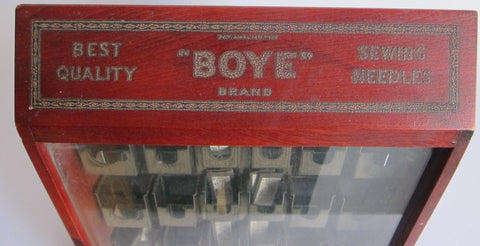 BEST
QUALITY
"BOYE"
BRAND
SEWING
NEEDLES